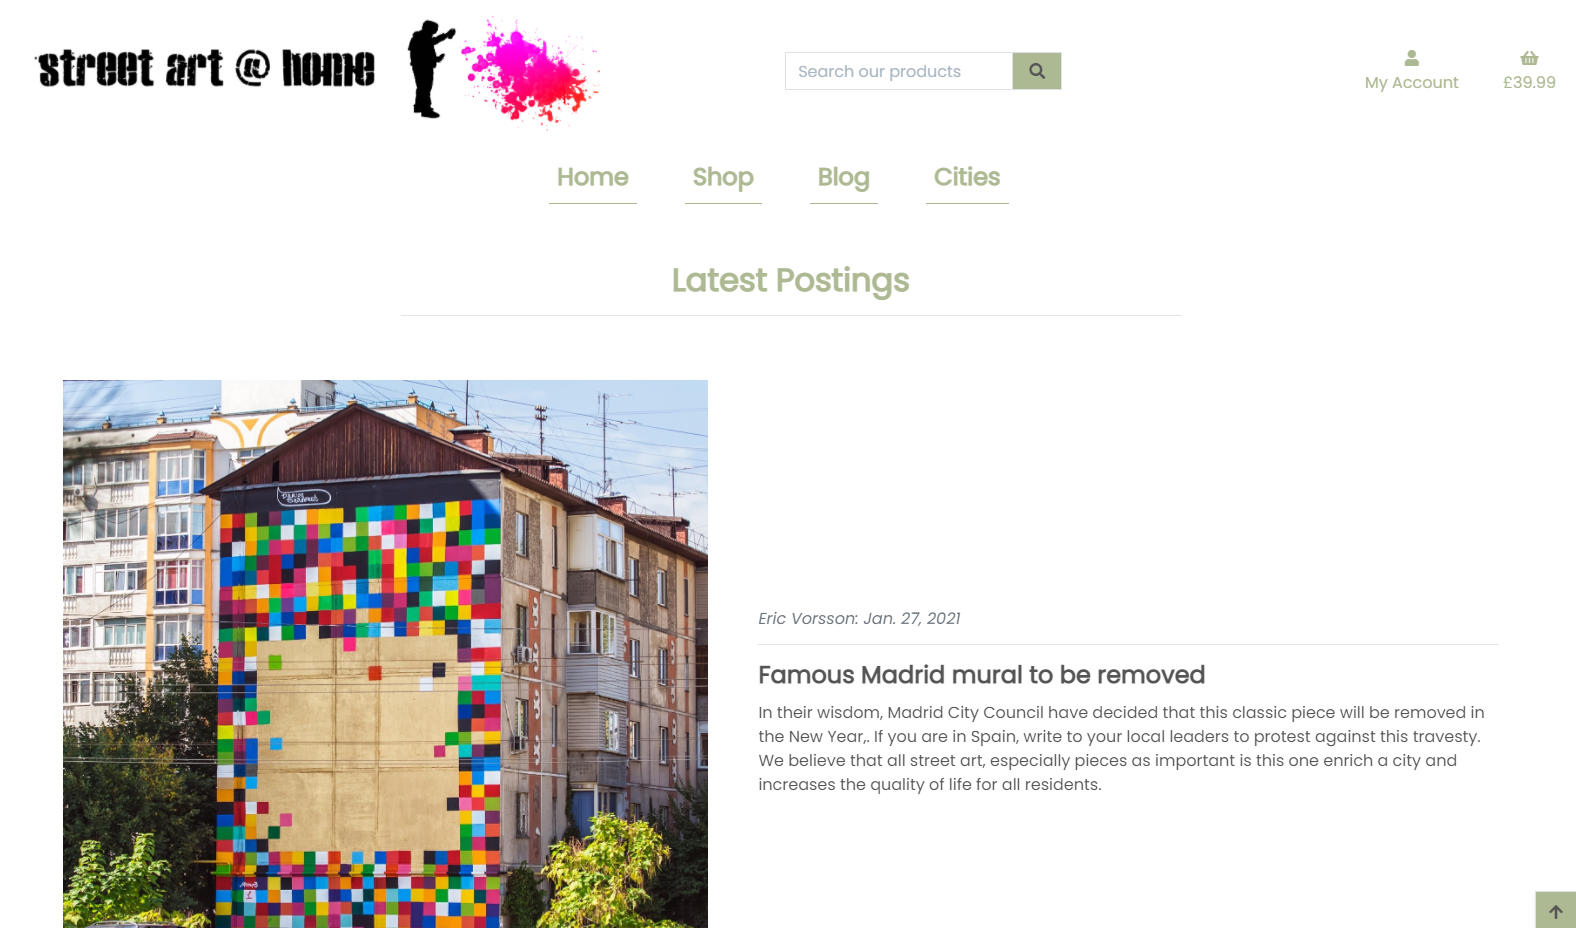 street art @ home
Search our products
My Account
£39.99
Home
Shop
Blog
Cities
Latest Postings
Eric Vorsson: Jan. 27, 2021
Famous Madrid mural to be removed
In their wisdom, Madrid City Council have decided that this classic piece will be removed in
the New Year,. If you are in Spain, write to your local leaders to protest against this travesty.
We believe that all street art, especially pieces as important is this one enrich a city and
increases the quality of life for all residents.